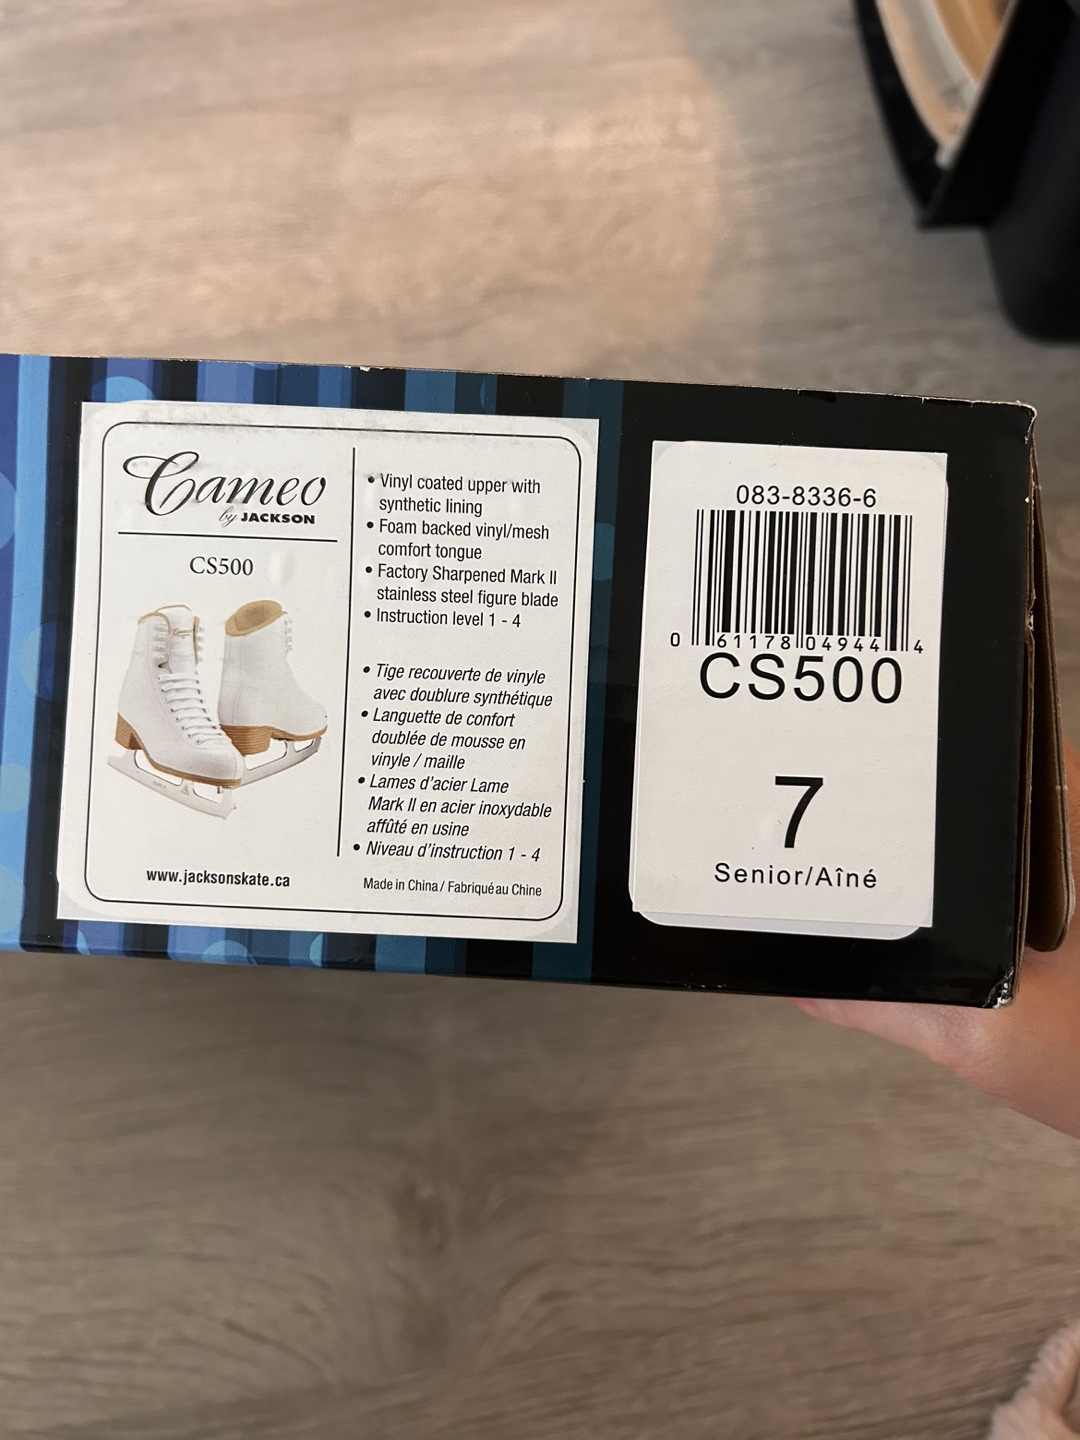 Cameo
by JACKSON
CS500
www.jacksonskate.ca
• Vinyl coated upper with
synthetic lining
• Foam backed vinyl/mesh
comfort tongue
• Factory Sharpened Mark II
stainless steel figure blade
• Instruction level 1 - 4
• Tige recouverte de vinyle
avec doublure synthétique
• Languette de confort
doublée de mousse en
vinyle / maille
• Lames d'acier Lame
Mark II en acier inoxydable
affûté en usine
• Niveau d'instruction 1 - 4
Made in China / Fabriqué au Chine
083-8336-6
0 61178 04944 4
CS500
7
Senior/Aîné